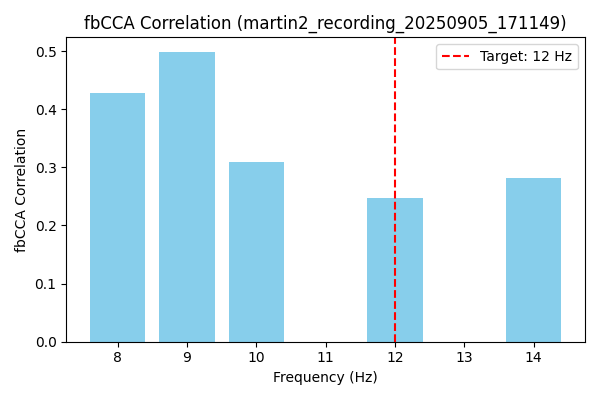 fbCCA Correlation (martin2_recording_20250905_171149)
Target: 12 Hz
fbCCA Correlation
0.5
0.4
0.3
0.2
0.1
0.0
8 9 10 11 12 13 14
Frequency (Hz)